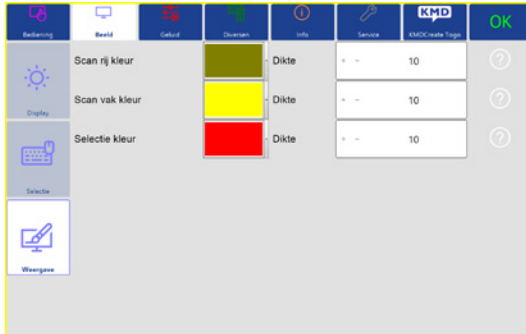 Bediening Beeld Geluid Diversen Info Service KMD KMDCreate Togo OK
Scan rij kleur Dikte + - 10 ?
Display
Scan vak kleur Dikte + - 10 ?
Selectie kleur Dikte + - 10 ?
Selectie
Weergave